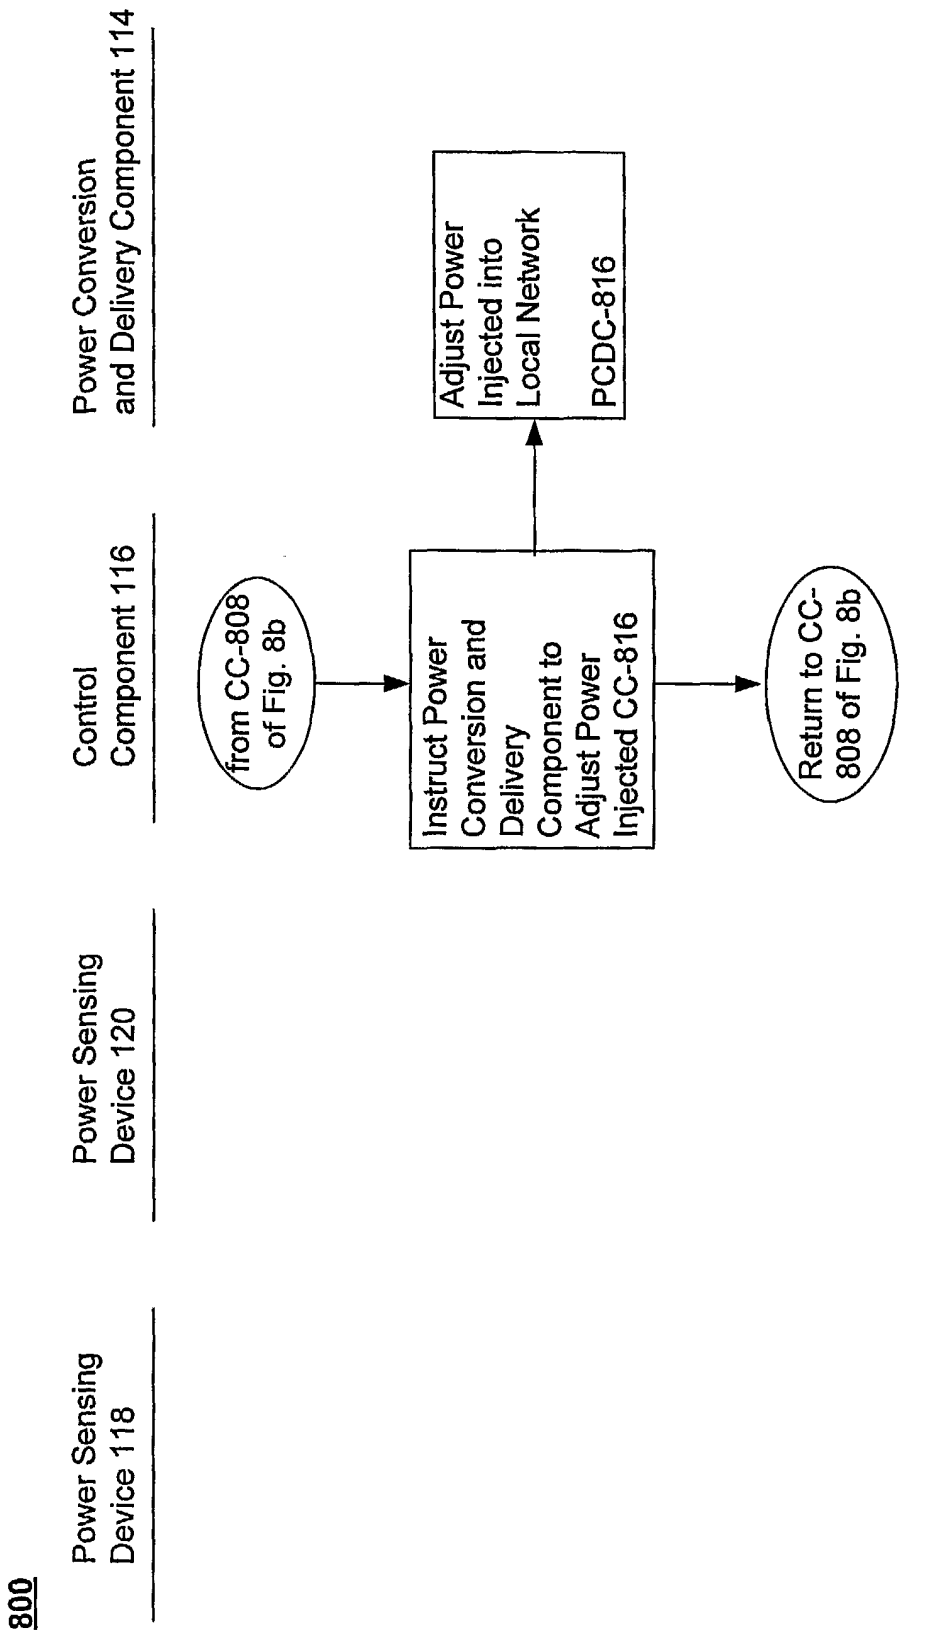 800
Power Sensing
Device 118
Power Sensing
Device 120
Control
Component 116
Power Conversion
and Delivery Component 114
from CC-808
of Fig. 8b
Instruct Power
Conversion and
Delivery
Component to
Adjust Power
Injected CC-816
Adjust Power
Injected into
Local Network
PCDC-816
Return to CC-
808 of Fig. 8b